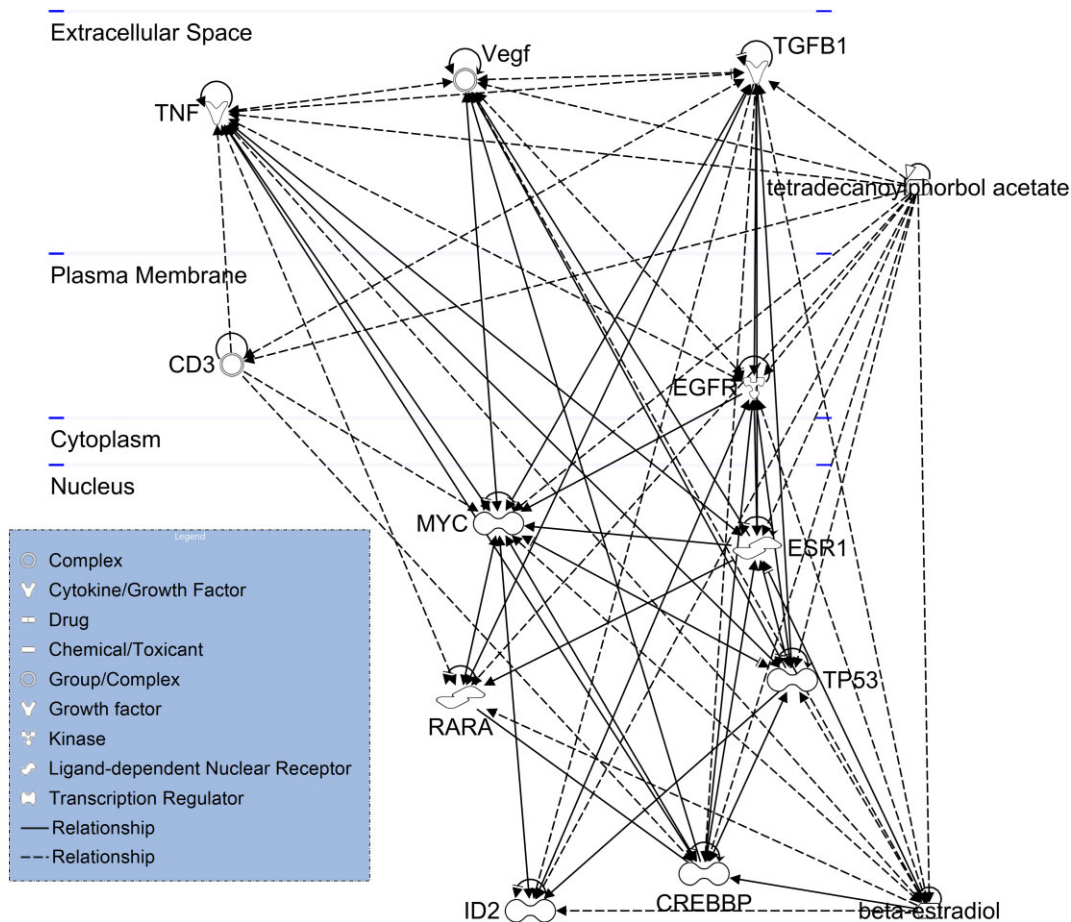 Extracellular Space
TGFB1
Vegf
TNF
tetradecanoylphorbol acetate
Plasma Membrane
CD3
EGFR
Cytoplasm
Nucleus
MYC
ESR1
Legend
Complex
Cytokine/Growth Factor
Drug
Chemical/Toxicant
Group/Complex
Growth factor
Kinase
Ligand-dependent Nuclear Receptor
Transcription Regulator
Relationship
Relationship
TP53
RARA
CREBBP
ID2
beta-estradiol